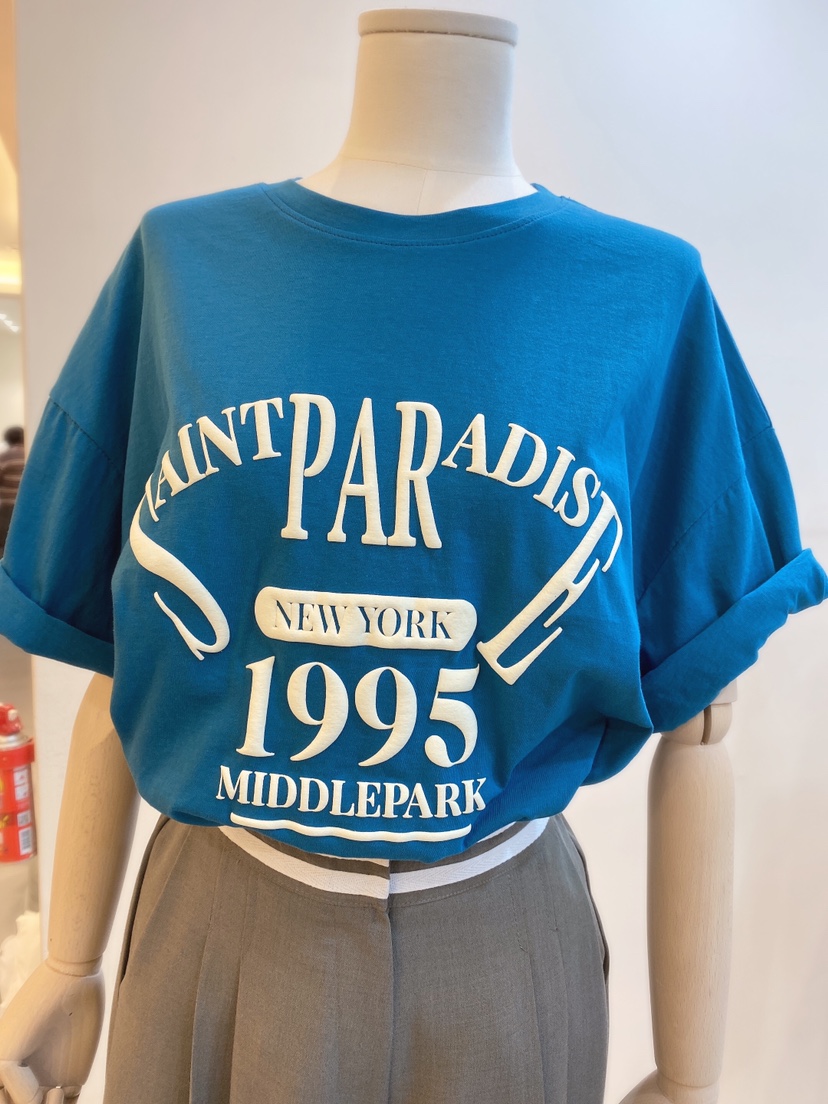 SAINT PARADISE
NEW YORK
1995
MIDDLEPARK